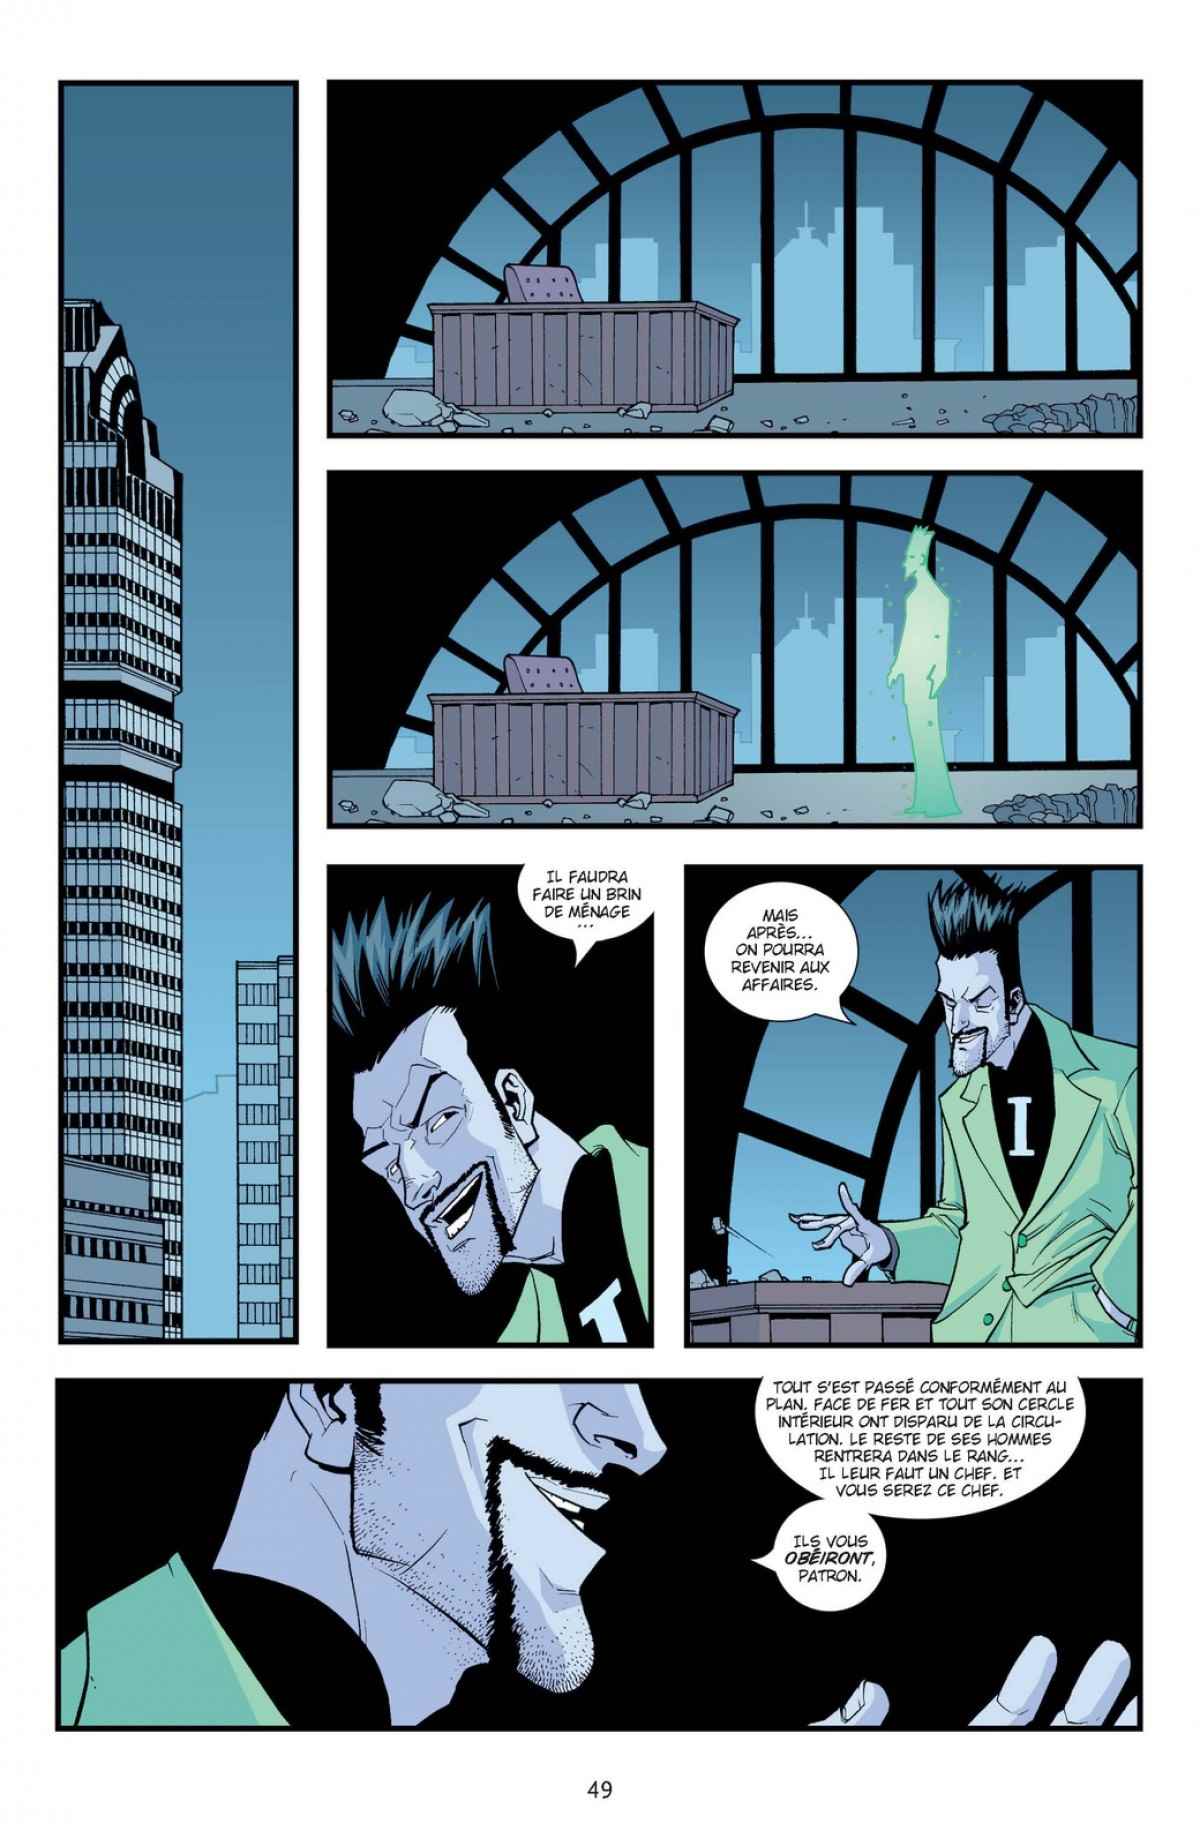 IL FAUDRA
FAIRE UN BRIN
DE MÉNAGE
...
MAIS
APRÈS...
ON POURRA
REVENIR AUX
AFFAIRES.
I
I
TOUT S'EST PASSÉ CONFORMÉMENT AU
PLAN. FACE DE FER ET TOUT SON CERCLE
INTÉRIEUR ONT DISPARU DE LA CIRCU-
LATION. LE RESTE DE SES HOMMES
RENTRERA DANS LE RANG...
IL LEUR FAUT UN CHEF. ET
VOUS SEREZ CE CHEF.
ILS VOUS
OBÉIRONT,
PATRON.
49